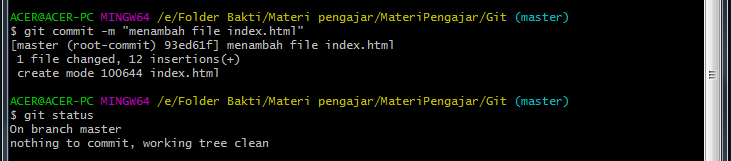 ACER@ACER-PC MINGW64 /e/Folder Bakti/Materi pengajar/MateriPengajar/Git (master)
$ git commit -m "menambah file index.html"
[master (root-commit) 93ed61f] menambah file index.html
 1 file changed, 12 insertions(+)
 create mode 100644 index.html
ACER@ACER-PC MINGW64 /e/Folder Bakti/Materi pengajar/MateriPengajar/Git (master)
$ git status
On branch master
nothing to commit, working tree clean